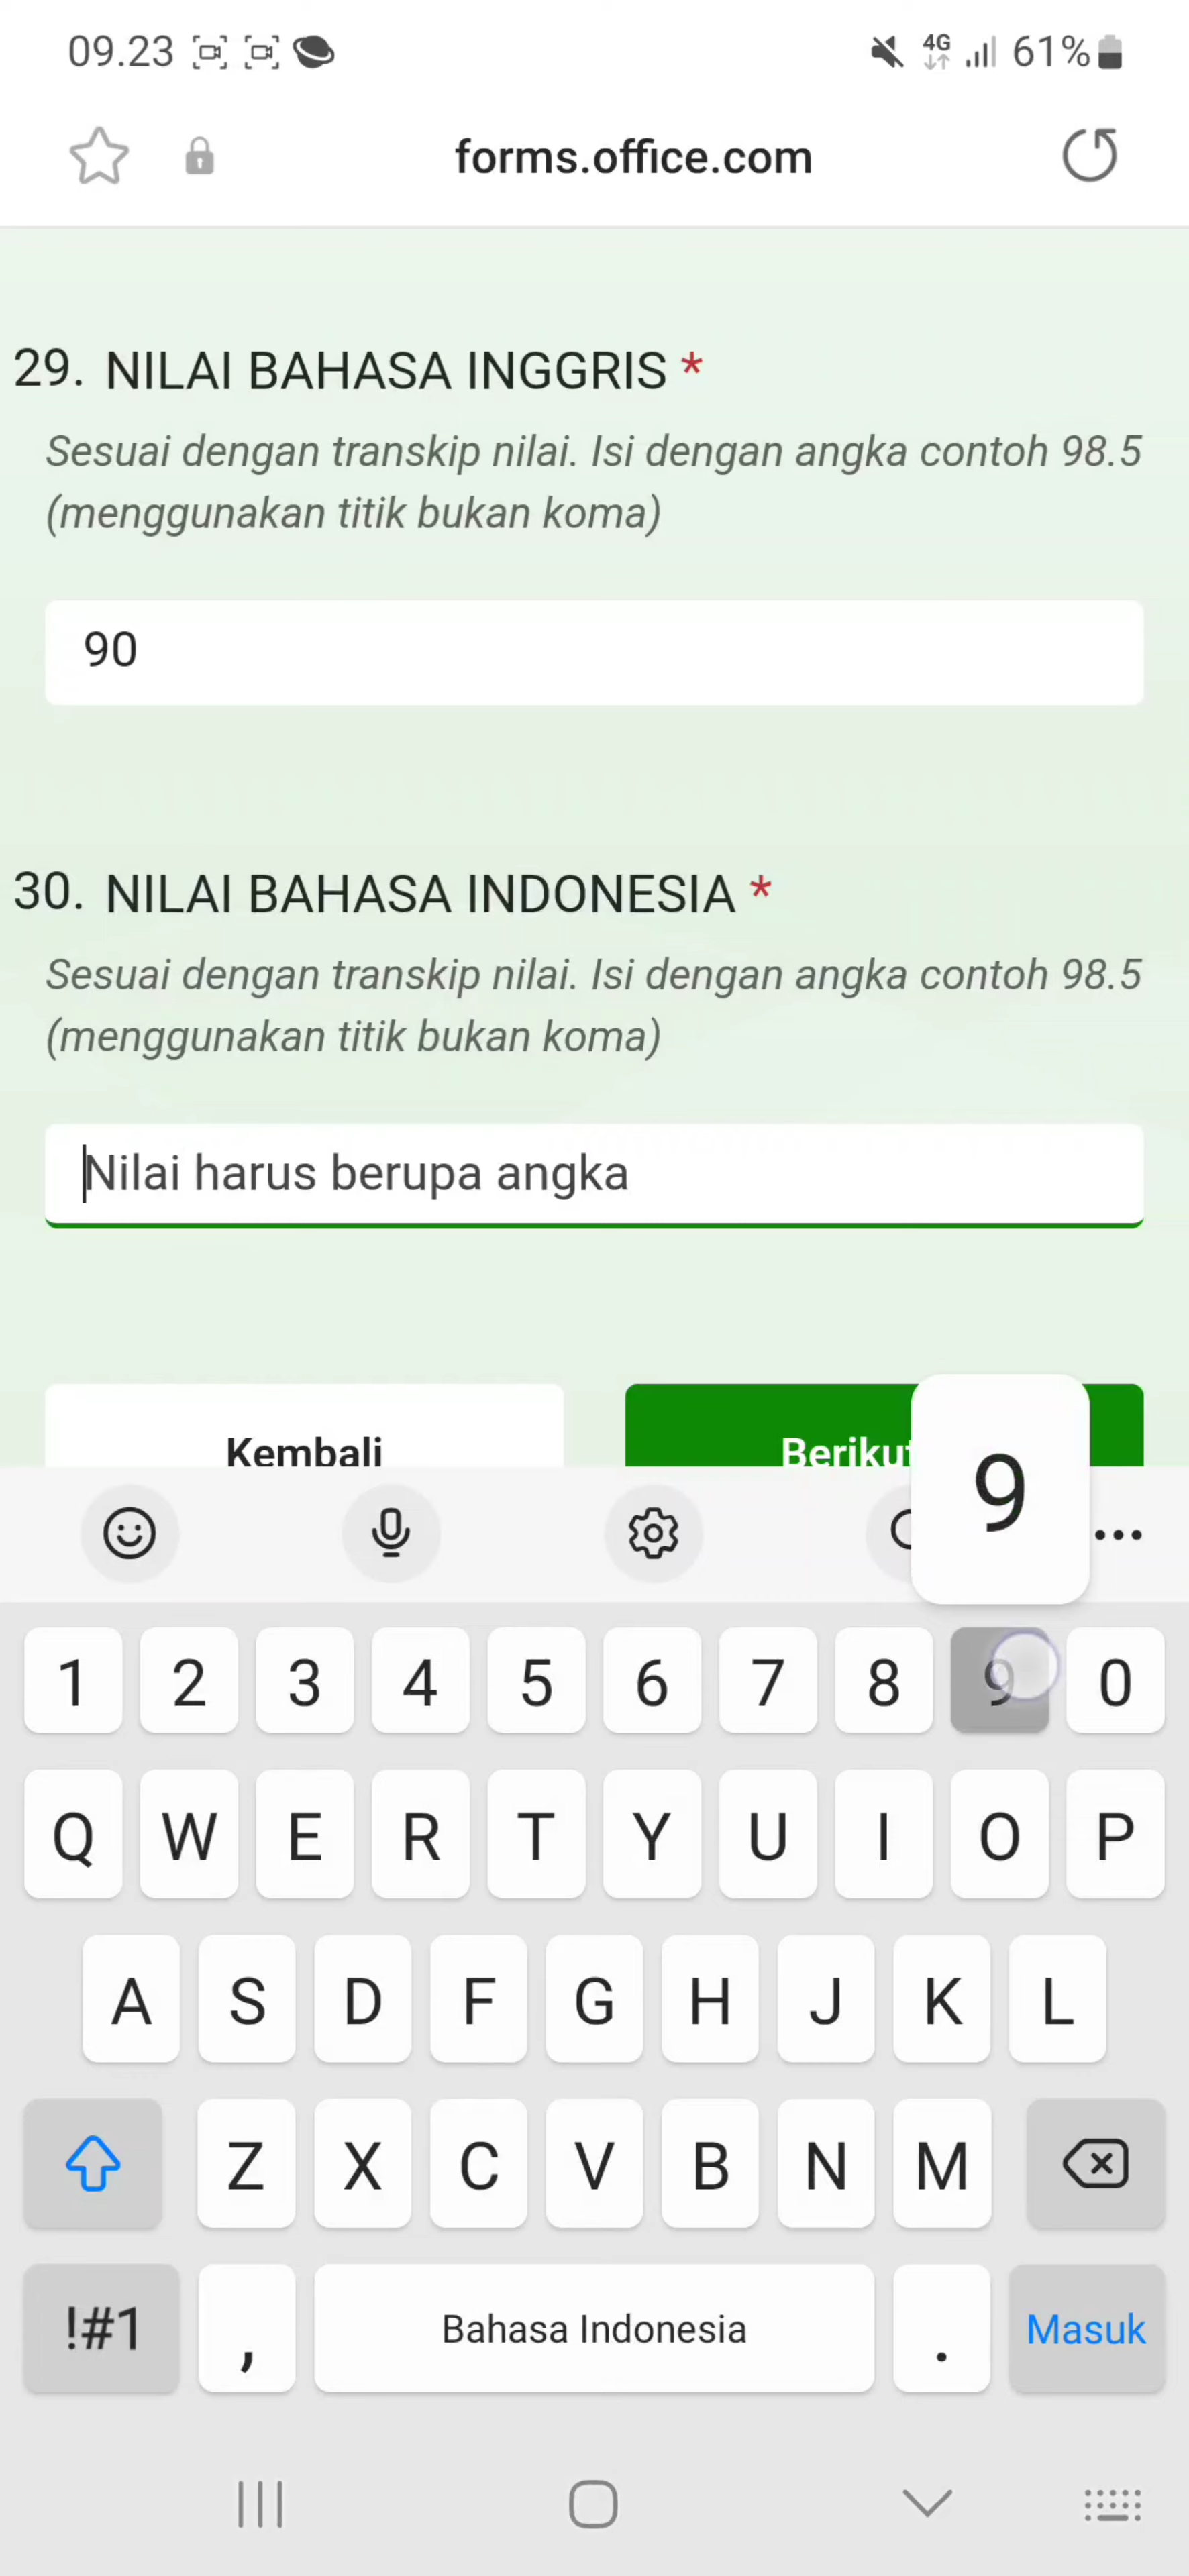 09.23 4G 61%
forms.office.com
29. NILAI BAHASA INGGRIS *
Sesuai dengan transkip nilai. Isi dengan angka contoh 98.5
(menggunakan titik bukan koma)
90
30. NILAI BAHASA INDONESIA *
Sesuai dengan transkip nilai. Isi dengan angka contoh 98.5
(menggunakan titik bukan koma)
Nilai harus berupa angka
Kembali Berikut
9
1 2 3 4 5 6 7 8 9 0
Q W E R T Y U I O P
A S D F G H J K L
Z X C V B N M
!#1 , Bahasa Indonesia . Masuk